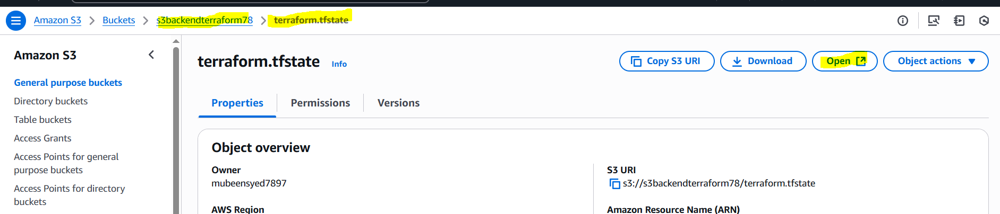 Amazon S3 > Buckets > s3backendterraform78 > terraform.tfstate
Amazon S3
General purpose buckets
Directory buckets
Table buckets
Access Grants
Access Points for general
purpose buckets
Access Points for directory
buckets
terraform.tfstate Info
Copy S3 URI Download Open Object actions
Properties Permissions Versions
Object overview
Owner
mubeensyed7897
AWS Region
S3 URI
s3://s3backendterraform78/terraform.tfstate
Amazon Resource Name (ARN)